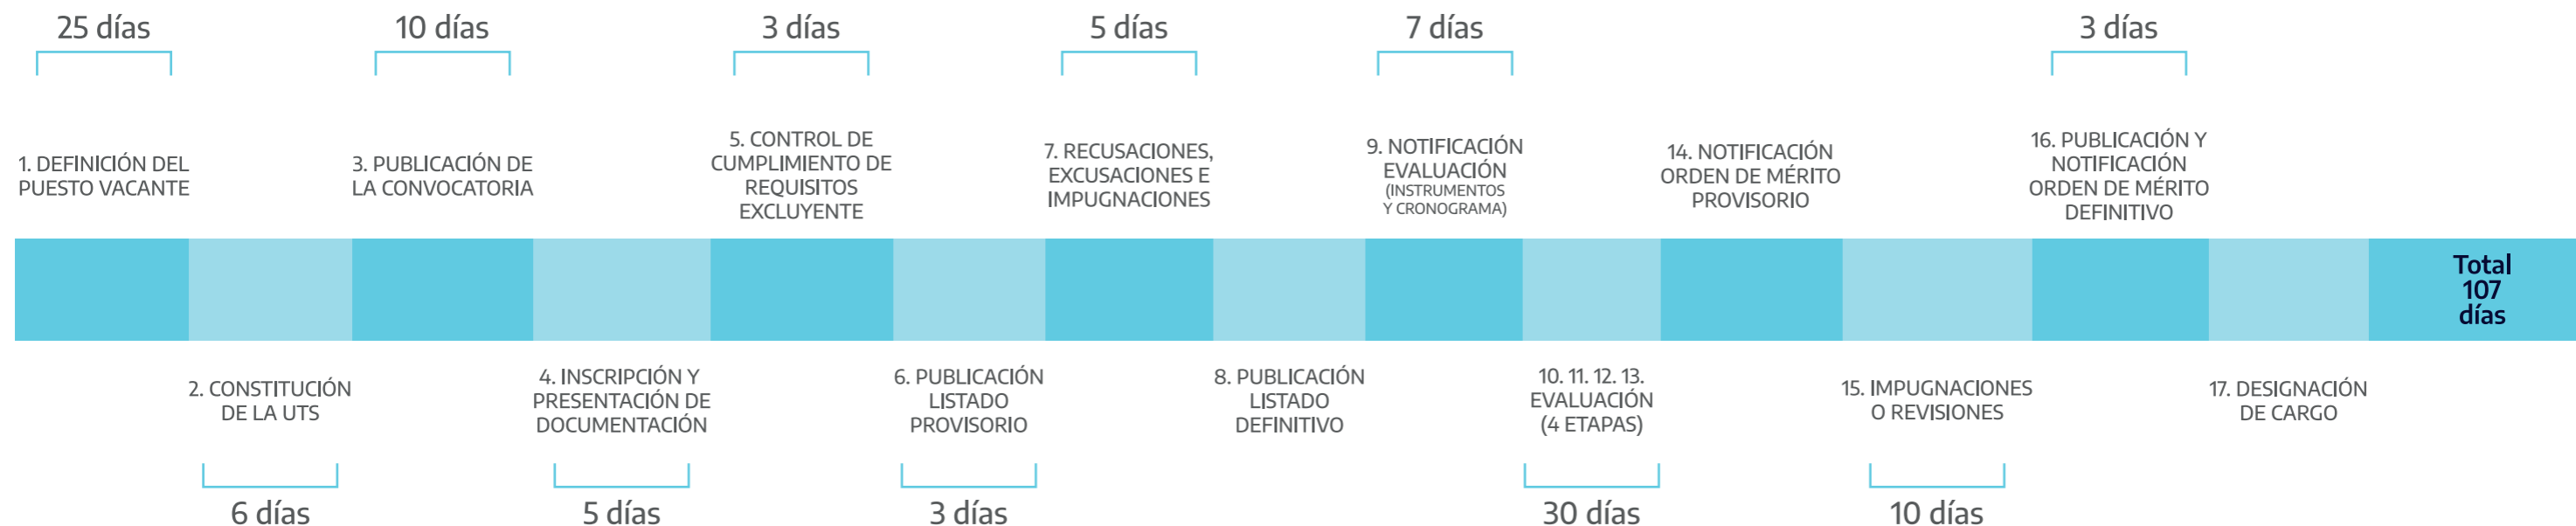 25 días
10 días
3 días
5 días
7 días
3 días
1. DEFINICIÓN DEL
PUESTO VACANTE
3. PUBLICACIÓN DE
LA CONVOCATORIA
5. CONTROL DE
CUMPLIMIENTO DE
REQUISITOS
EXCLUYENTE
7. RECUSACIONES,
EXCUSACIONES E
IMPUGNACIONES
9. NOTIFICACIÓN
EVALUACIÓN
(INSTRUMENTOS
Y CRONOGRAMA)
14. NOTIFICACIÓN
ORDEN DE MÉRITO
PROVISORIO
16. PUBLICACIÓN Y
NOTIFICACIÓN
ORDEN DE MÉRITO
DEFINITIVO
Total
107
días
2. CONSTITUCIÓN
DE LA UTS
4. INSCRIPCIÓN Y
PRESENTACIÓN DE
DOCUMENTACIÓN
6. PUBLICACIÓN
LISTADO
PROVISORIO
8. PUBLICACIÓN
LISTADO
DEFINITIVO
10. 11. 12. 13.
EVALUACIÓN
(4 ETAPAS)
15. IMPUGNACIONES
O REVISIONES
17. DESIGNACIÓN
DE CARGO
6 días
5 días
3 días
30 días
10 días